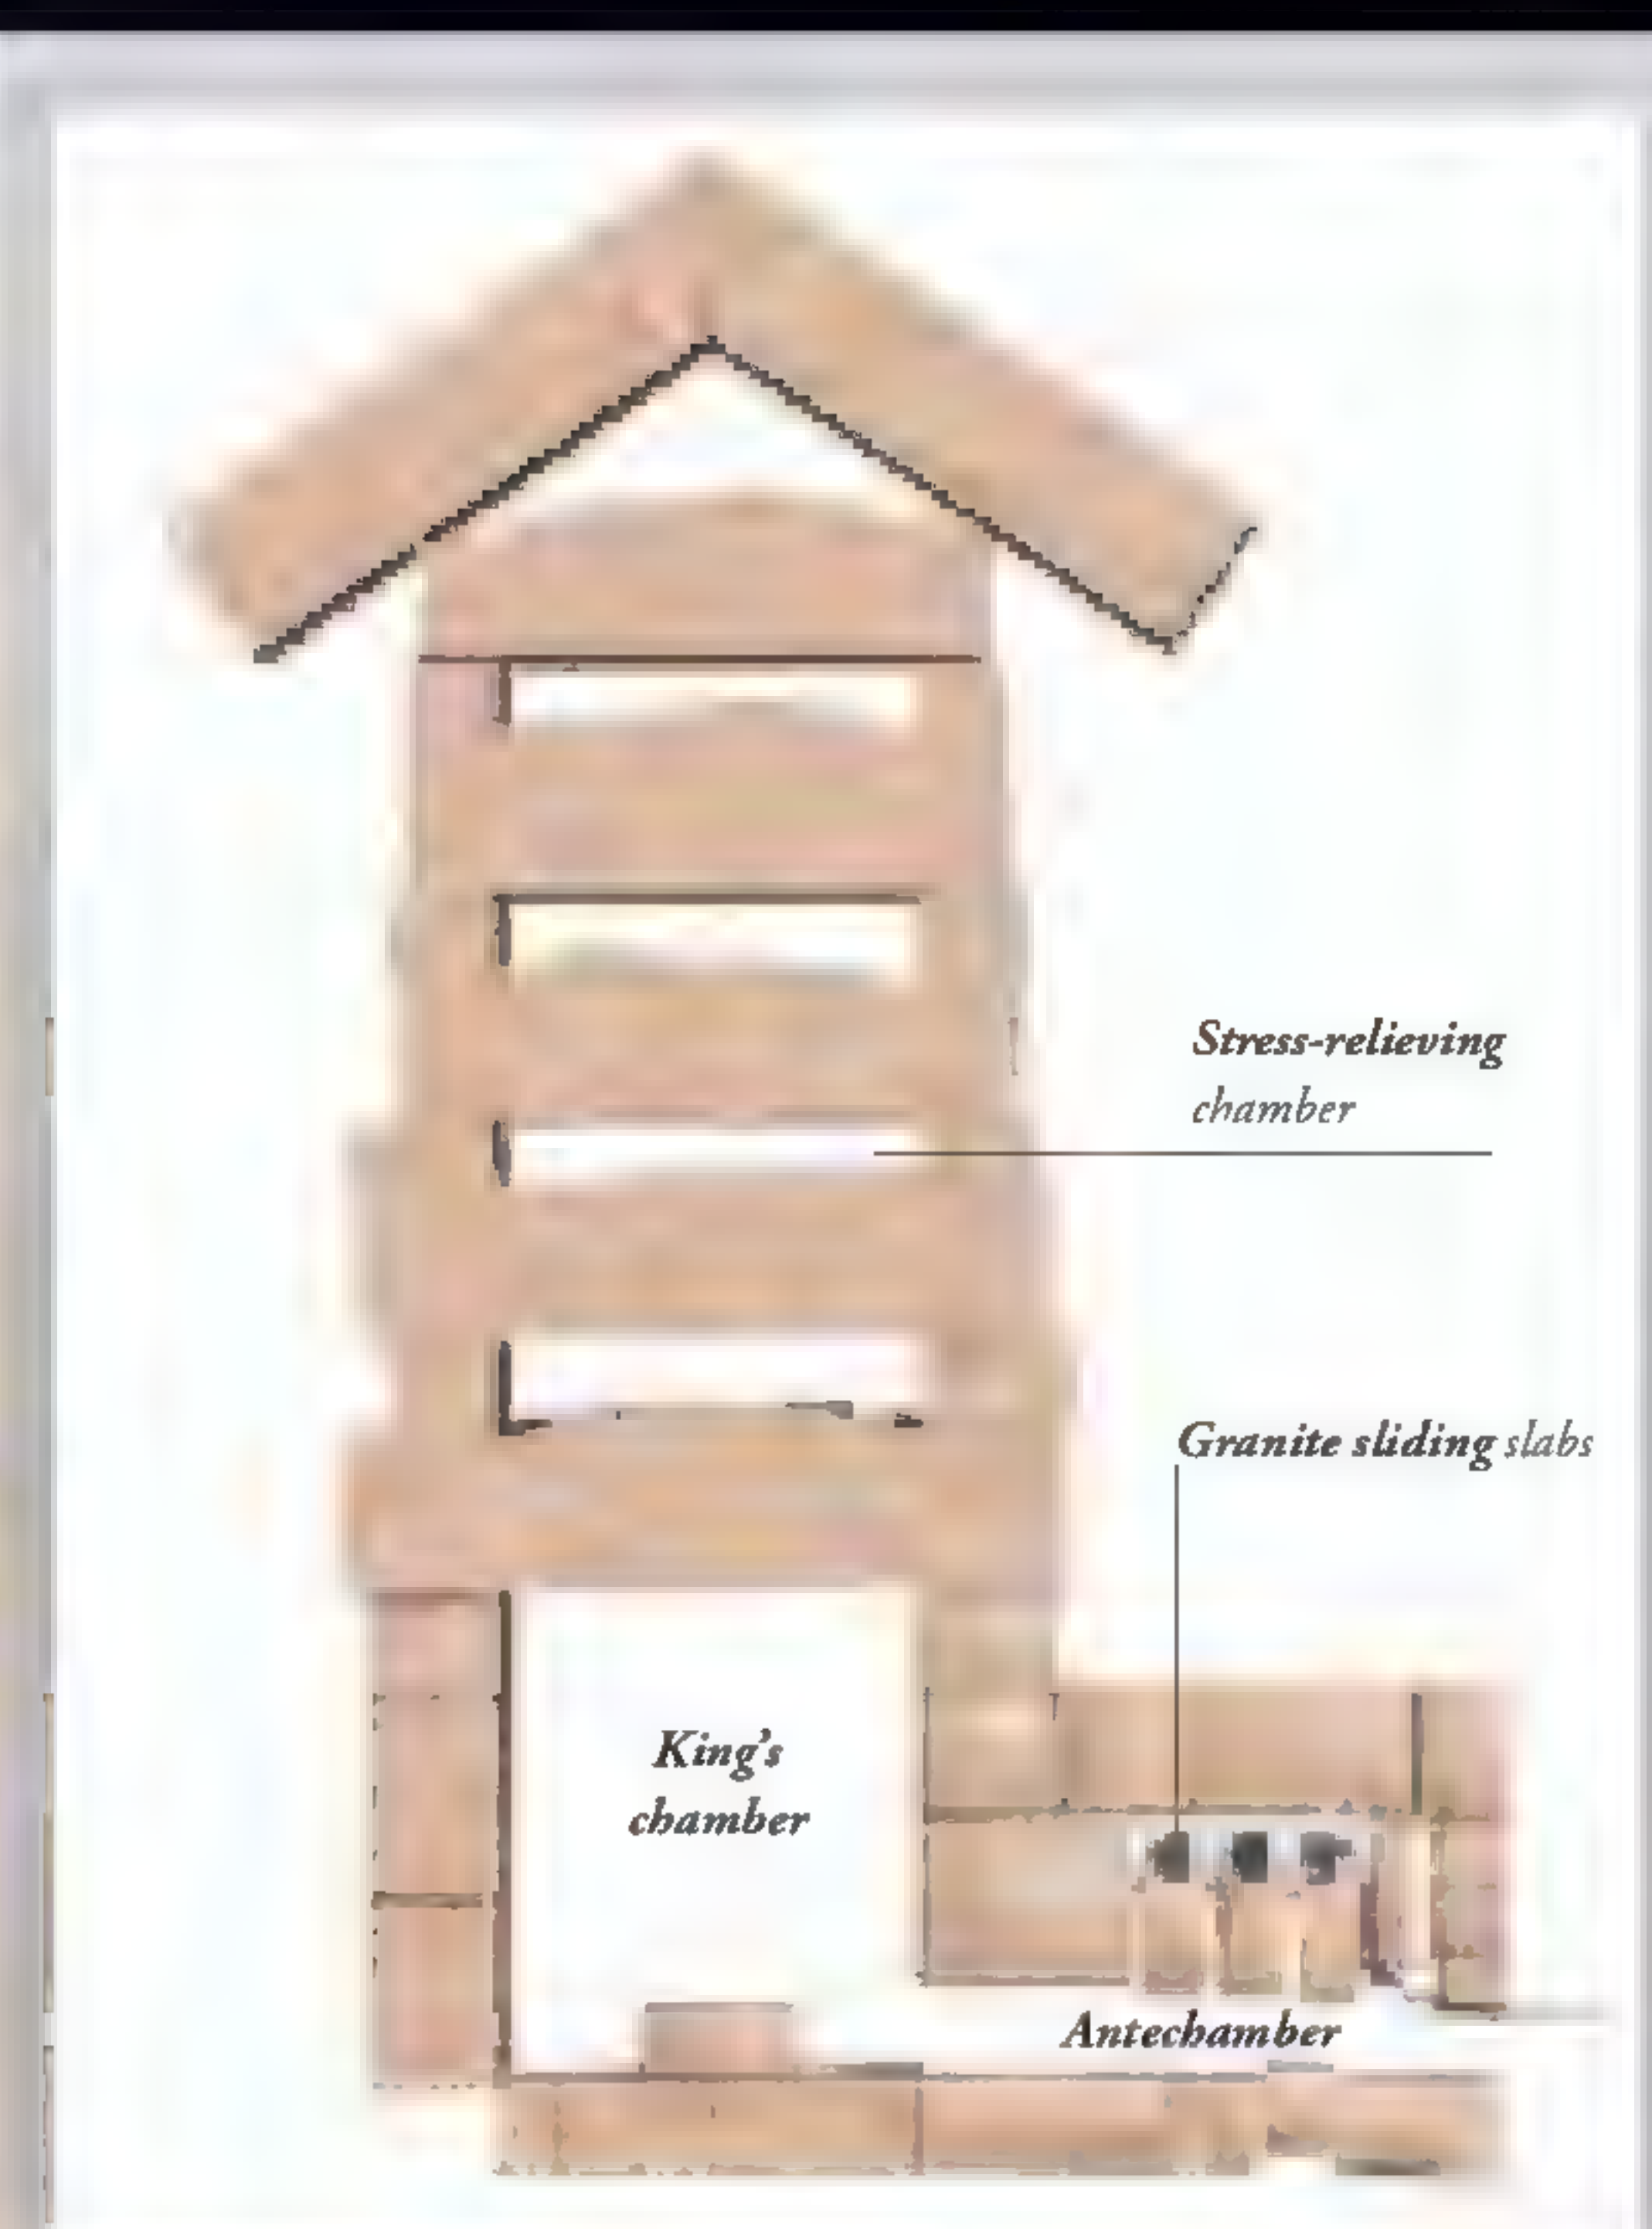 Stress-relieving
chamber
Granite sliding slabs
King's
chamber
Antechamber